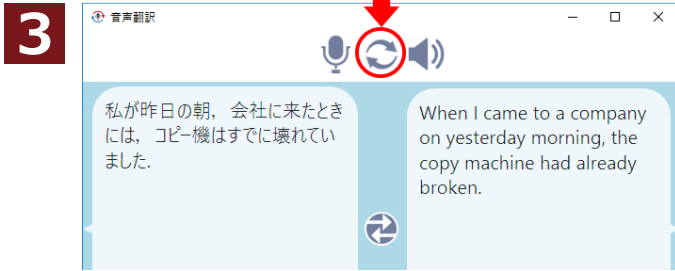 3
音声翻訳
私が昨日の朝, 会社に来たとき
には, コピー機はすでに壊れてい
ました.
When I came to a company
on yesterday morning, the
copy machine had already
broken.